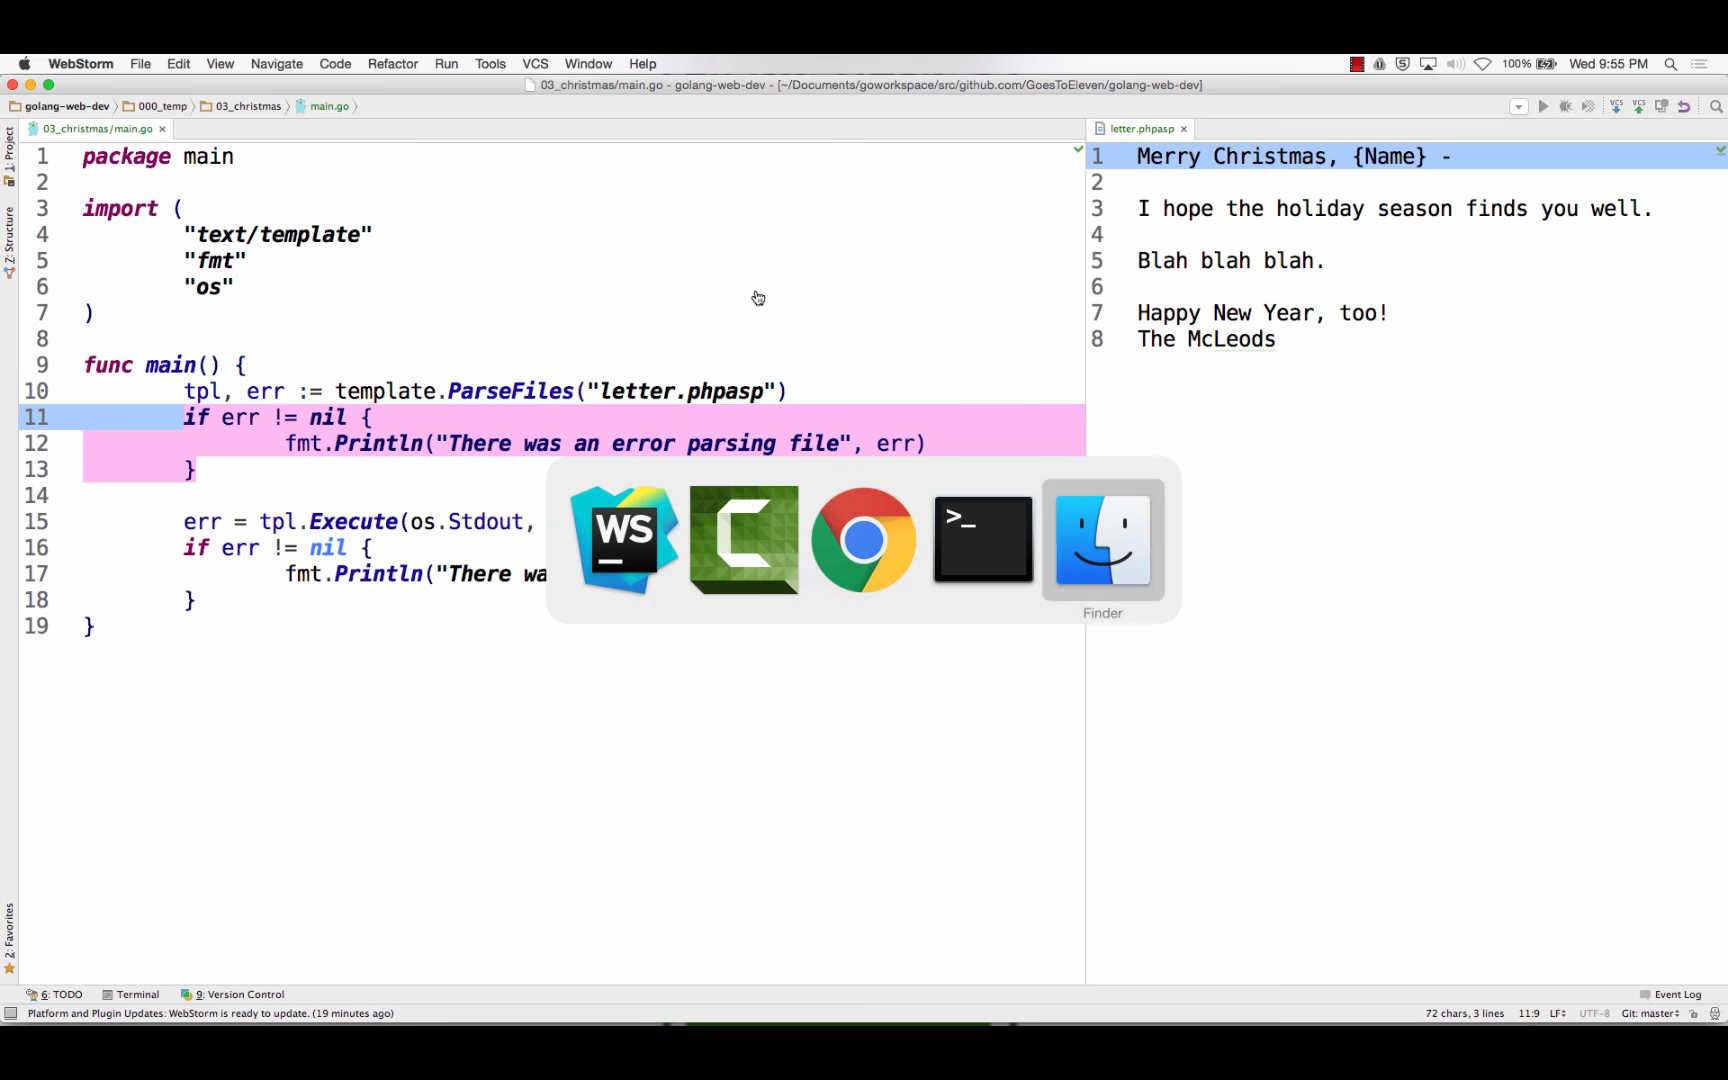 WebStorm File Edit View Navigate Code Refactor Run Tools VCS Window Help 100% Wed 9:55 PM
03_christmas/main.go - golang-web-dev - [~/Documents/goworkspace/src/github.com/GoesToEleven/golang-web-dev]
golang-web-dev 000_temp 03_christmas main.go
VCS VCS
03_christmas/main.go
1 package main
2
3 import (
4 "text/template"
5 "fmt"
6 "os"
7 )
8
9 func main() {
10 tpl, err := template.ParseFiles("letter.phpasp")
11 if err != nil {
12 fmt.Println("There was an error parsing file", err)
13 }
14
15 err = tpl.Execute(os.Stdout,
16 if err != nil {
17 fmt.Println("There wa
18 }
19 }
letter.phpasp
1 Merry Christmas, {Name} -
2
3 I hope the holiday season finds you well.
4
5 Blah blah blah.
6
7 Happy New Year, too!
8 The McLeods
WS
>_
Finder
1: Project
7: Structure
2: Favorites
6: TODO Terminal 9: Version Control Event Log
Platform and Plugin Updates: WebStorm is ready to update. (19 minutes ago) 72 chars, 3 lines 11:9 LF UTF-8 Git: master